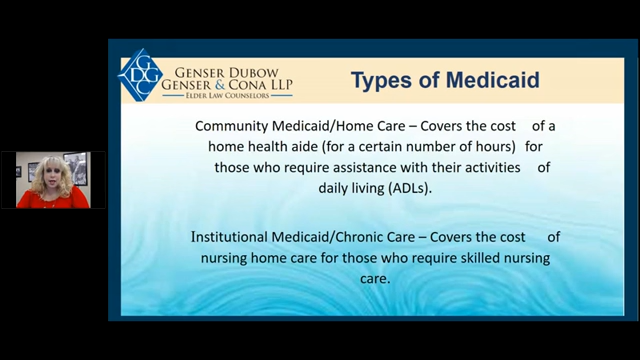 GENSER DUBOW
GENSER & CONA LLP
ELDER LAW COUNSELORS
GDGC
Types of Medicaid
Community Medicaid/Home Care – Covers the cost of a
home health aide (for a certain number of hours) for
those who require assistance with their activities of
daily living (ADLs).
Institutional Medicaid/Chronic Care – Covers the cost of
nursing home care for those who require skilled nursing
care.